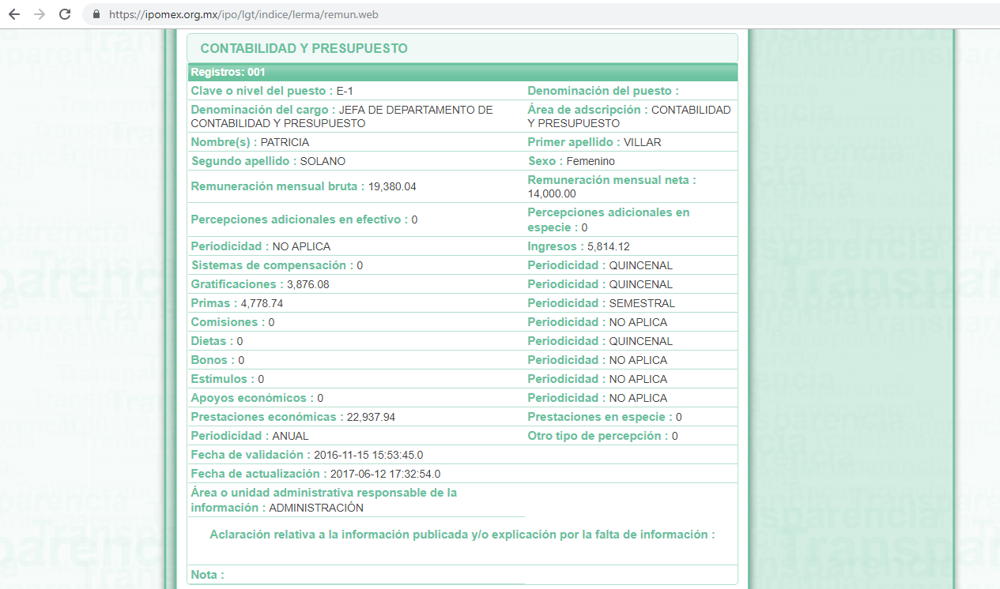 https://ipomex.org.mx/ipo/lgt/indice/lerma/remun.web
CONTABILIDAD Y PRESUPUESTO
Registros: 001
Clave o nivel del puesto : E-1
Denominación del puesto :
Denominación del cargo : JEFA DE DEPARTAMENTO DE
CONTABILIDAD Y PRESUPUESTO
Área de adscripción : CONTABILIDAD
Y PRESUPUESTO
Nombre(s) : PATRICIA
Primer apellido : VILLAR
Segundo apellido : SOLANO
Sexo : Femenino
Remuneración mensual bruta : 19,380.04
Remuneración mensual neta :
14,000.00
Percepciones adicionales en efectivo : 0
Percepciones adicionales en
especie : 0
Periodicidad : NO APLICA
Ingresos : 5,814.12
Sistemas de compensación : 0
Periodicidad : QUINCENAL
Gratificaciones : 3,876.08
Periodicidad : QUINCENAL
Primas : 4,778.74
Periodicidad : SEMESTRAL
Comisiones : 0
Periodicidad : NO APLICA
Dietas : 0
Periodicidad : QUINCENAL
Bonos : 0
Periodicidad : NO APLICA
Estímulos : 0
Periodicidad : NO APLICA
Apoyos económicos : 0
Periodicidad : NO APLICA
Prestaciones económicas : 22,937.94
Prestaciones en especie : 0
Periodicidad : ANUAL
Otro tipo de percepción : 0
Fecha de validación : 2016-11-15 15:53:45.0
Fecha de actualización : 2017-06-12 17:32:54.0
Área o unidad administrativa responsable de la
información : ADMINISTRACIÓN
Aclaración relativa a la información publicada y/o explicación por la falta de información :
Nota :